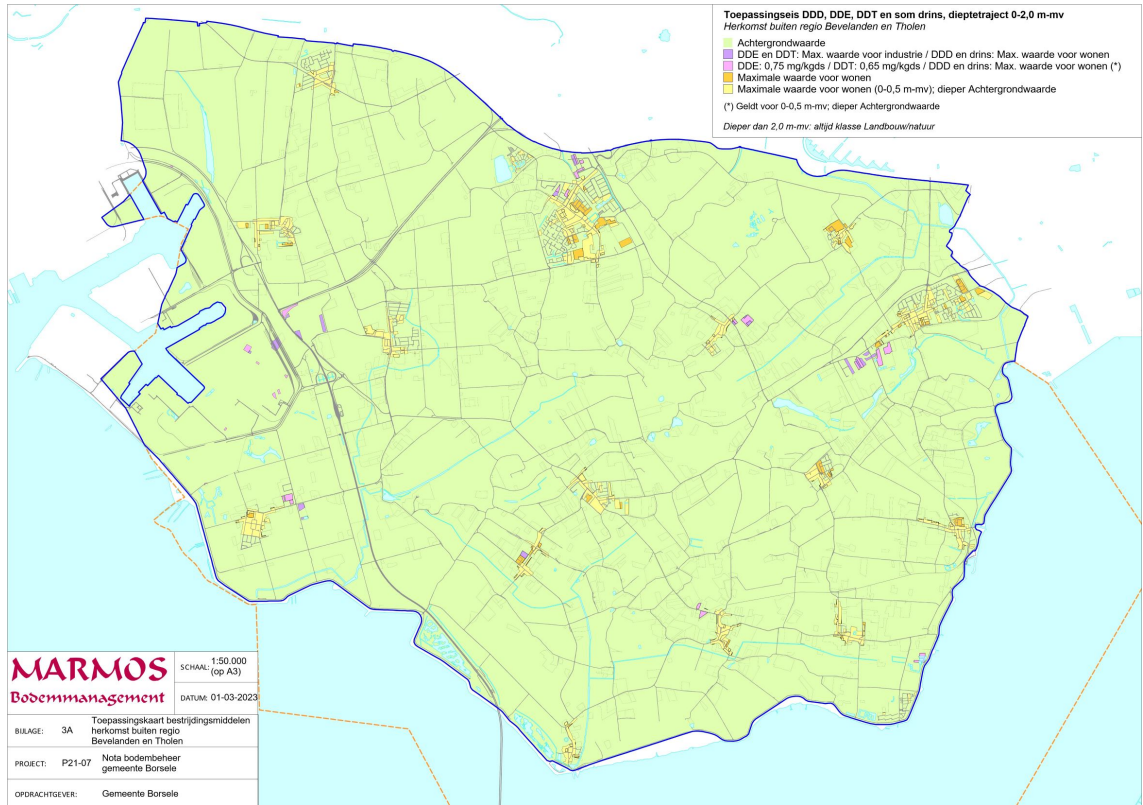 Toepassingseis DDD, DDE, DDT en som drins, dieptetraject 0-2,0 m-mv
Herkomst buiten regio Bevelanden en Tholen
Achtergrondwaarde
DDE en DDT: Max. waarde voor industrie / DDD en drins: Max. waarde voor wonen
DDE: 0,75 mg/kgds / DDT: 0,65 mg/kgds / DDD en drins: Max. waarde voor wonen (*)
Maximale waarde voor wonen
Maximale waarde voor wonen (0-0,5 m-mv); dieper Achtergrondwaarde
(*) Geldt voor 0-0,5 m-mv; dieper Achtergrondwaarde
Dieper dan 2,0 m-mv: altijd klasse Landbouw/natuur
MARMOS
Bodemmanagement
SCHAAL: 1:50.000
(op A3)
DATUM: 01-03-2023
BIJLAGE: 3A Toepassingskaart bestrijdingsmiddelen
herkomst buiten regio
Bevelanden en Tholen
PROJECT: P21-07 Nota bodembeheer
gemeente Borsele
OPDRACHTGEVER: Gemeente Borsele